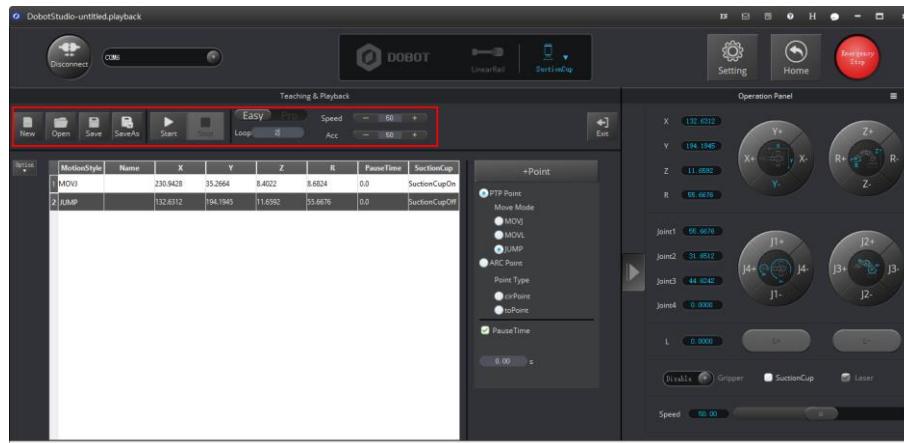 DobotStudio-untitled.playback
Disconnect
COM6
DOBOT
LinearRail
SuctionCup
Setting
Home
Emergency
Stop
Teaching & Playback
Operation Panel
New
Open
Save
SaveAs
Start
Stop
Easy Pro
Loop 2
Speed - 50 +
Acc - 50 +
Exit
Option
MotionStyle Name X Y Z R PauseTime SuctionCup
1 MOVJ 230.9428 35.2664 8.4022 8.6824 0.0 SuctionCupOn
2 JUMP 132.6312 194.1945 11.6592 55.6676 0.0 SuctionCupOff
+Point
PTP Point
Move Mode
MOVJ
MOVL
JUMP
ARC Point
Point Type
cirPoint
toPoint
PauseTime
0.00 s
X 132.6312
Y 194.1945
Z 11.6592
R 55.6676
Y+
X+ X-
Y-
Z+
R+ R-
Z-
Joint1 55.6676
Joint2 31.6512
Joint3 44.6242
Joint4 0.0000
J1+
J4+ J4-
J1-
J2+
J3+ J3-
J2-
L 0.0000
L+
Disable Gripper
SuctionCup
Laser
Speed 50.00